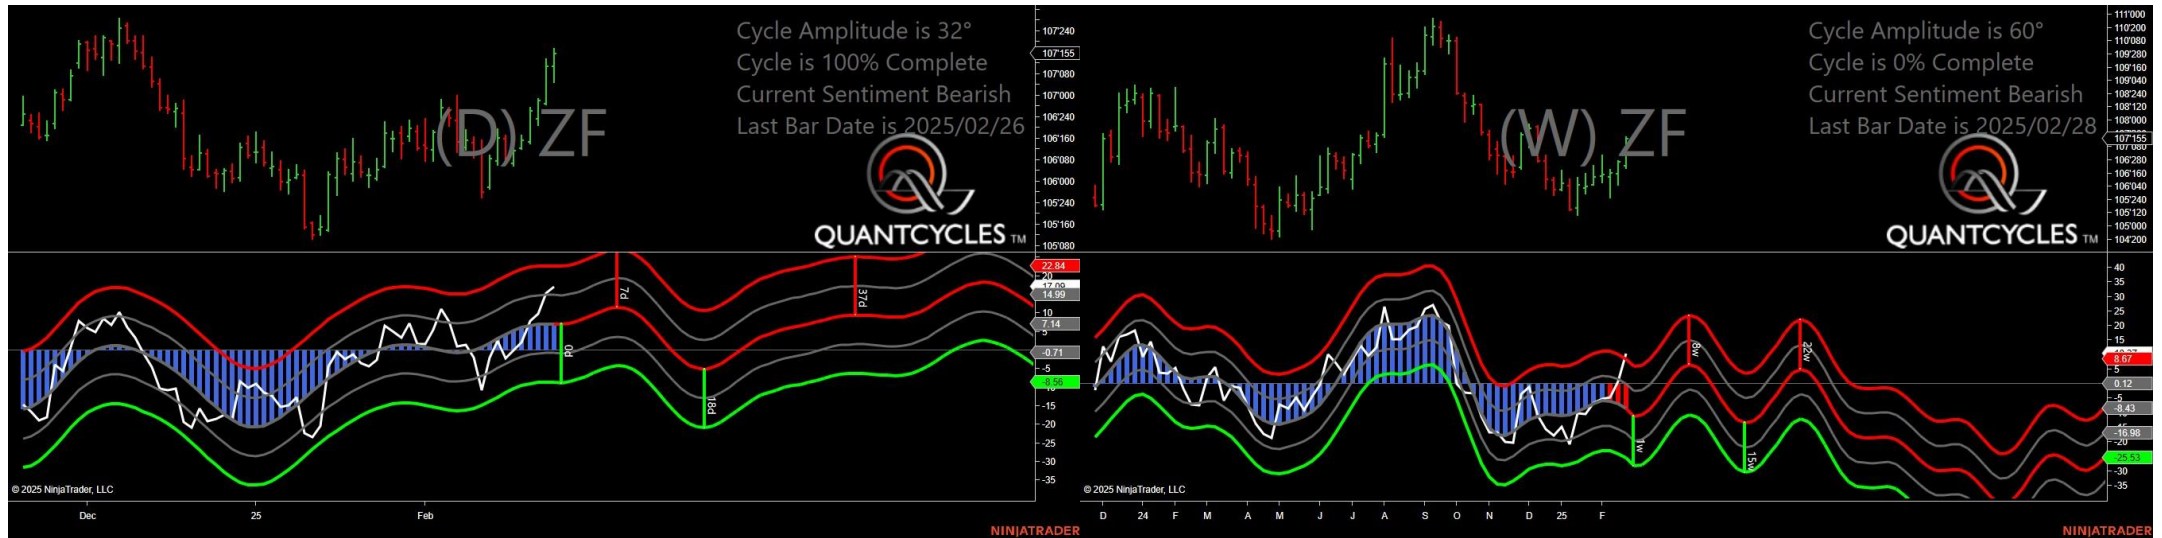 Cycle Amplitude is 32°
Cycle is 100% Complete
Current Sentiment Bearish
Last Bar Date is 2025/02/26
(D) ZF
QUANTCYCLES TM
107'240
107'155
107'080
107'000
106'240
106'160
106'080
106'000
105'240
105'160
105'080
22.84
20
14.99
10
7.14
5
-0.71
-5
-8.56
-15
-20
-25
-30
-35
0d
7d
18d
37d
© 2025 NinjaTrader, LLC
Dec 25 Feb
NINJATRADER
Cycle Amplitude is 60°
Cycle is 0% Complete
Current Sentiment Bearish
Last Bar Date is 2025/02/28
(W) ZF
QUANTCYCLES TM
111'000
110'200
110'080
109'280
109'160
109'040
108'240
108'120
108'000
107'155
107'080
106'280
106'160
106'040
105'240
105'120
105'000
104'200
40
35
30
25
20
15
8.67
5
0.12
-5
-8.43
-16.98
-20
-25.53
-30
-35
1w
8w
15w
22w
© 2025 NinjaTrader, LLC
D 24 F M A M J J A S O N D 25 F
NINJATRADER